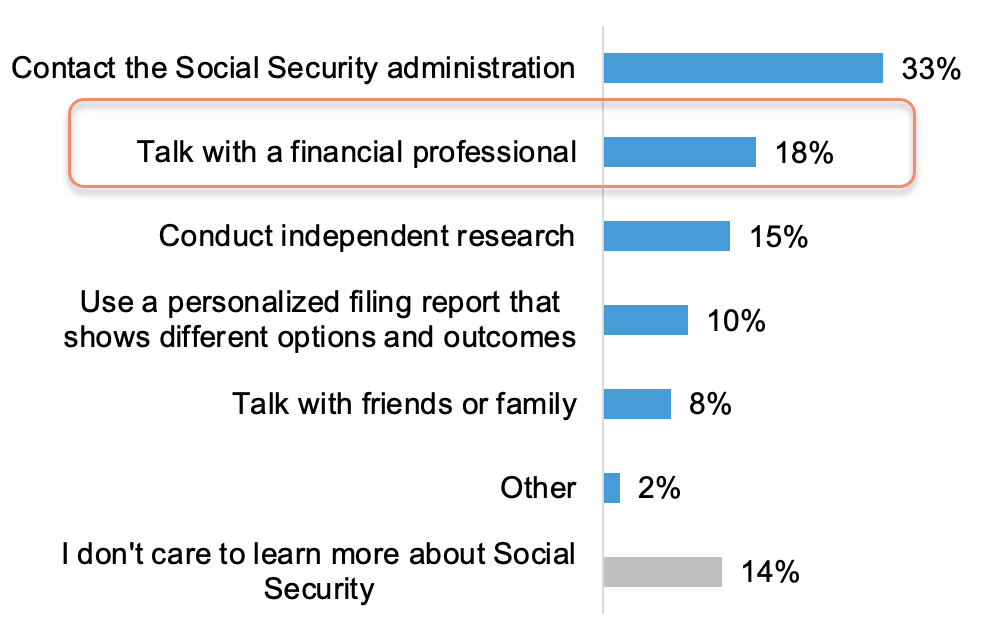 Contact the Social Security administration 33%
Talk with a financial professional 18%
Conduct independent research 15%
Use a personalized filing report that
shows different options and outcomes 10%
Talk with friends or family 8%
Other 2%
I don't care to learn more about Social
Security 14%